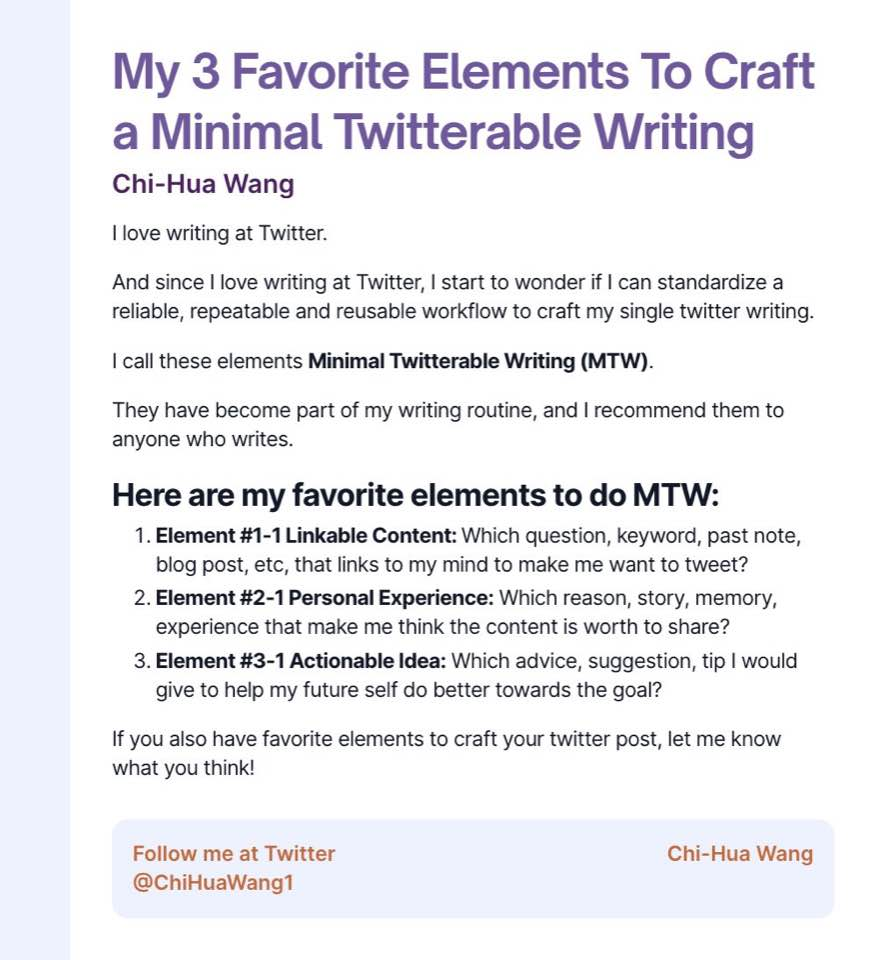 My 3 Favorite Elements To Craft
a Minimal Twitterable Writing
Chi-Hua Wang
I love writing at Twitter.
And since I love writing at Twitter, I start to wonder if I can standardize a
reliable, repeatable and reusable workflow to craft my single twitter writing.
I call these elements Minimal Twitterable Writing (MTW).
They have become part of my writing routine, and I recommend them to
anyone who writes.
Here are my favorite elements to do MTW:
1. Element #1-1 Linkable Content: Which question, keyword, past note,
blog post, etc, that links to my mind to make me want to tweet?
2. Element #2-1 Personal Experience: Which reason, story, memory,
experience that make me think the content is worth to share?
3. Element #3-1 Actionable Idea: Which advice, suggestion, tip I would
give to help my future self do better towards the goal?
If you also have favorite elements to craft your twitter post, let me know
what you think!
Follow me at Twitter
@ChiHuaWang1
Chi-Hua Wang